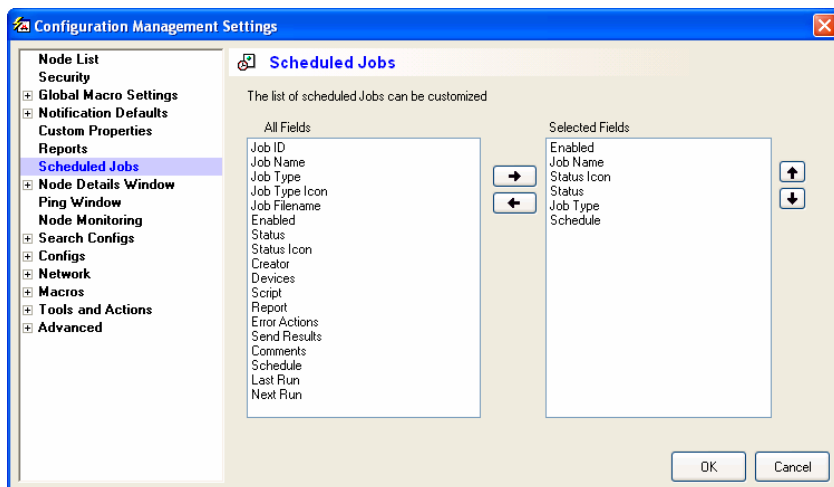 Configuration Management Settings
Node List
Security
Global Macro Settings
Notification Defaults
Custom Properties
Reports
Scheduled Jobs
Node Details Window
Ping Window
Node Monitoring
Search Configs
Configs
Network
Macros
Tools and Actions
Advanced
Scheduled Jobs
The list of scheduled Jobs can be customized
All Fields
Job ID
Job Name
Job Type
Job Type Icon
Job Filename
Enabled
Status
Status Icon
Creator
Devices
Script
Report
Error Actions
Send Results
Comments
Schedule
Last Run
Next Run
Selected Fields
Enabled
Job Name
Status Icon
Status
Job Type
Schedule
OK
Cancel